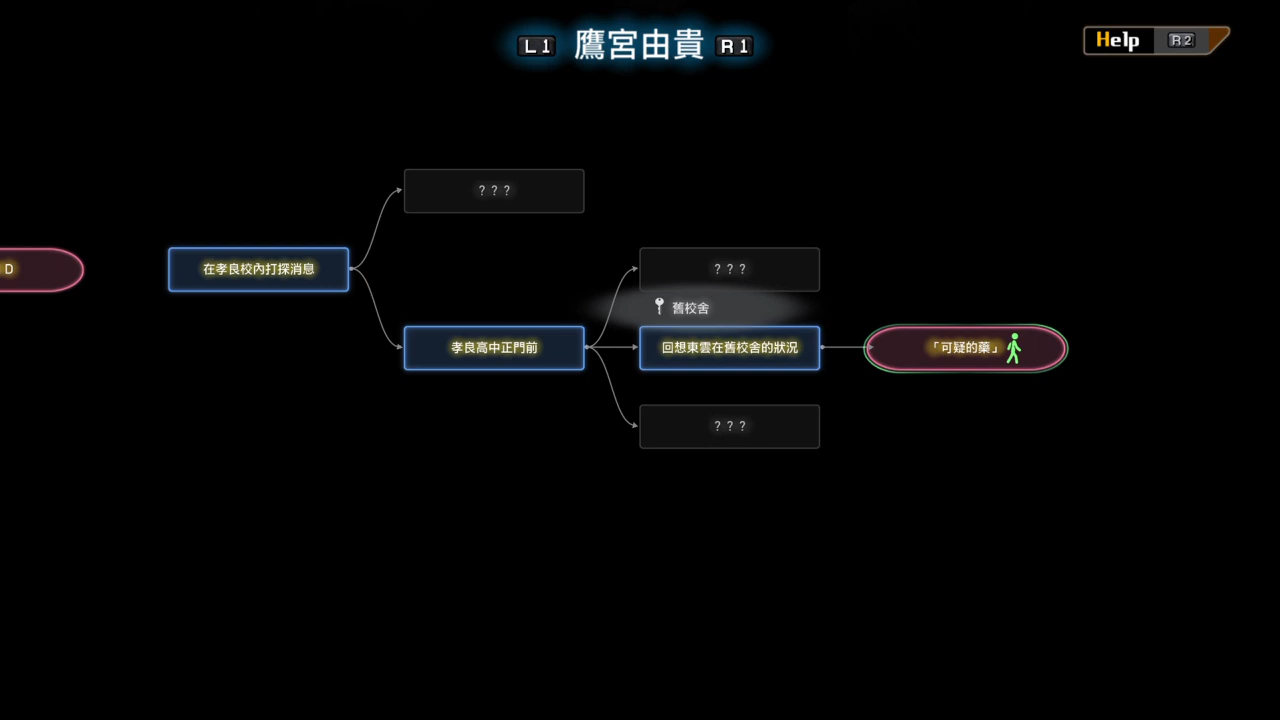 L1 鷹宮由貴 R1
Help R2
？？？
D
在孝良校內打探消息
？？？
舊校舍
孝良高中正門前
回想東雲在舊校舍的狀況
「可疑的藥」
？？？